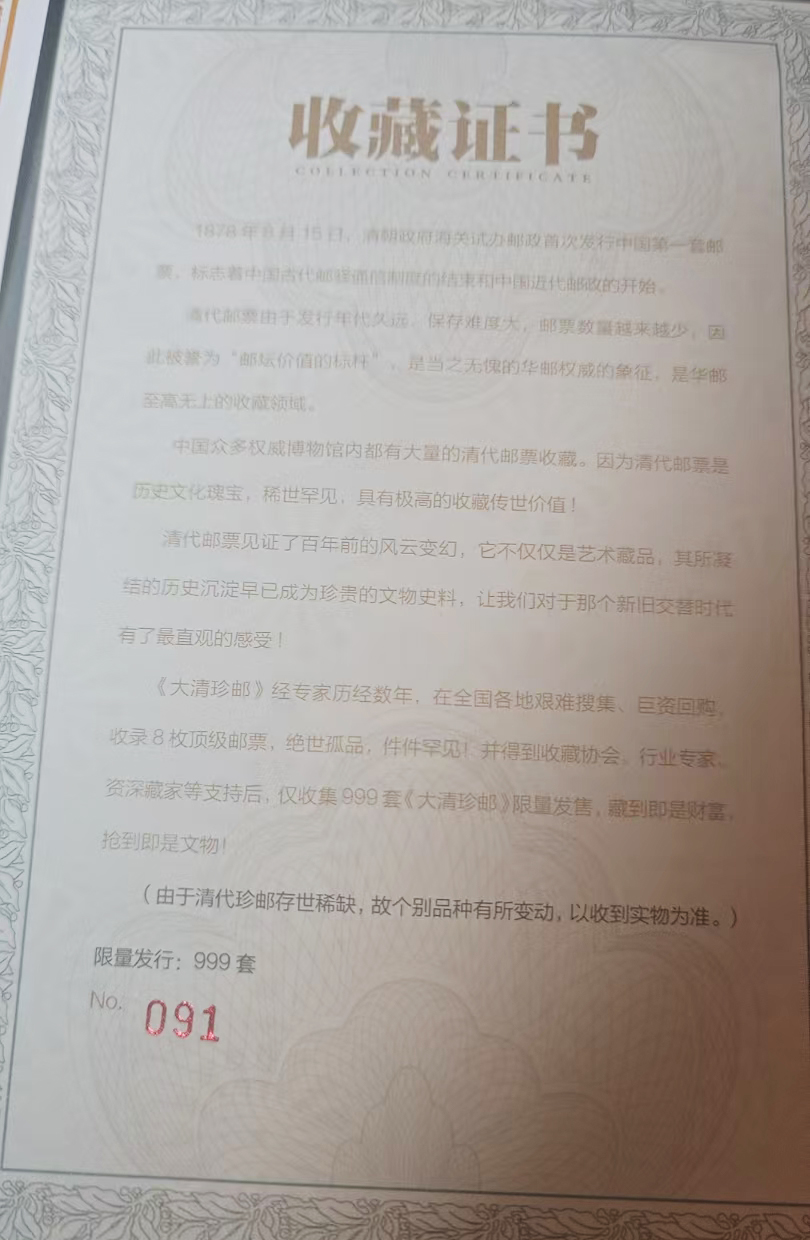 收藏证书
COLLECTION CERTIFICATE
1878年8月15日，清朝政府海关试办邮政首次发行中国第一套邮
票，标志着中国古代邮驿通信制度的结束和中国近代邮政的开始。
清代邮票由于发行年代久远，保存难度大，邮票数量越来越少，因
此被誉为“邮坛价值的标杆”，是当之无愧的华邮权威的象征，是华邮
至高无上的收藏领域。
中国众多权威博物馆内都有大量的清代邮票收藏。因为清代邮票是
历史文化瑰宝，稀世罕见，具有极高的收藏传世价值！
清代邮票见证了百年前的风云变幻，它不仅仅是艺术藏品，其所凝
结的历史沉淀早已成为珍贵的文物史料，让我们对于那个新旧交替时代
有了最直观的感受！
《大清珍邮》经专家历经数年，在全国各地艰难搜集、巨资回购，
收录8枚顶级邮票，绝世孤品，件件罕见！并得到收藏协会、行业专家、
资深藏家等支持后，仅收集999套《大清珍邮》限量发售，藏到即是财富，
抢到即是文物！
（由于清代珍邮存世稀缺，故个别品种有所变动，以收到实物为准。）
限量发行：999套
No. 091